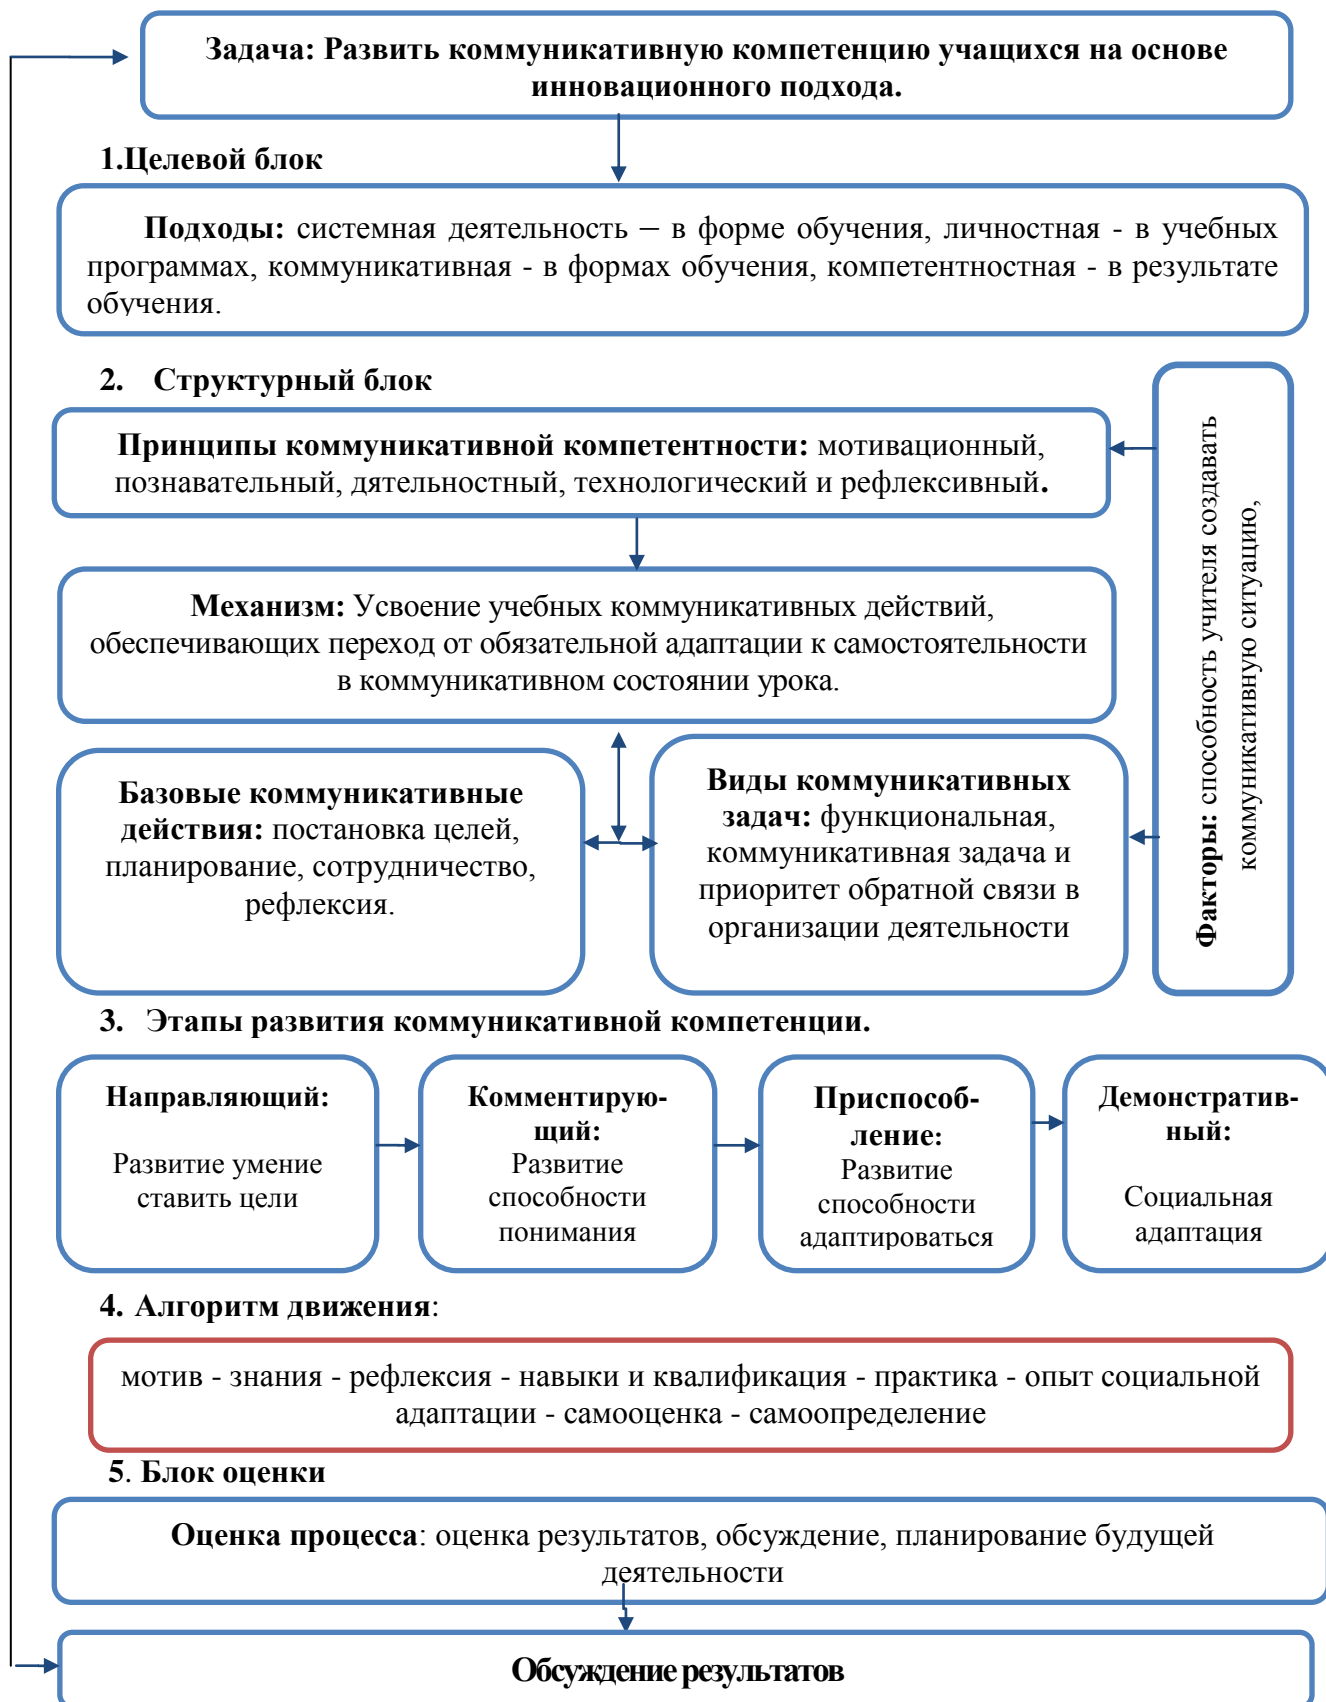 Задача: Развить коммуникативную компетенцию учащихся на основе
инновационного подхода.
1.Целевой блок
Подходы: системная деятельность – в форме обучения, личностная - в учебных
программах, коммуникативная - в формах обучения, компетентностная - в результате
обучения.
2. Структурный блок
Принципы коммуникативной компетентности: мотивационный,
познавательный, дятельностный, технологический и рефлексивный.
Механизм: Усвоение учебных коммуникативных действий,
обеспечивающих переход от обязательной адаптации к самостоятельности
в коммуникативном состоянии урока.
Базовые коммуникативные
действия: постановка целей,
планирование, сотрудничество,
рефлексия.
Виды коммуникативных
задач: функциональная,
коммуникативная задача и
приоритет обратной связи в
организации деятельности
Факторы: способность учителя создавать
коммуникативную ситуацию,
3. Этапы развития коммуникативной компетенции.
Направляющий:
Развитие умение
ставить цели
Комментирую-
щий:
Развитие
способности
понимания
Приспособ-
ление:
Развитие
способности
адаптироваться
Демонстратив-
ный:
Социальная
адаптация
4. Алгоритм движения:
мотив - знания - рефлексия - навыки и квалификация - практика - опыт социальной
адаптации - самооценка - самоопределение
5. Блок оценки
Оценка процесса: оценка результатов, обсуждение, планирование будущей
деятельности
Обсуждение результатов